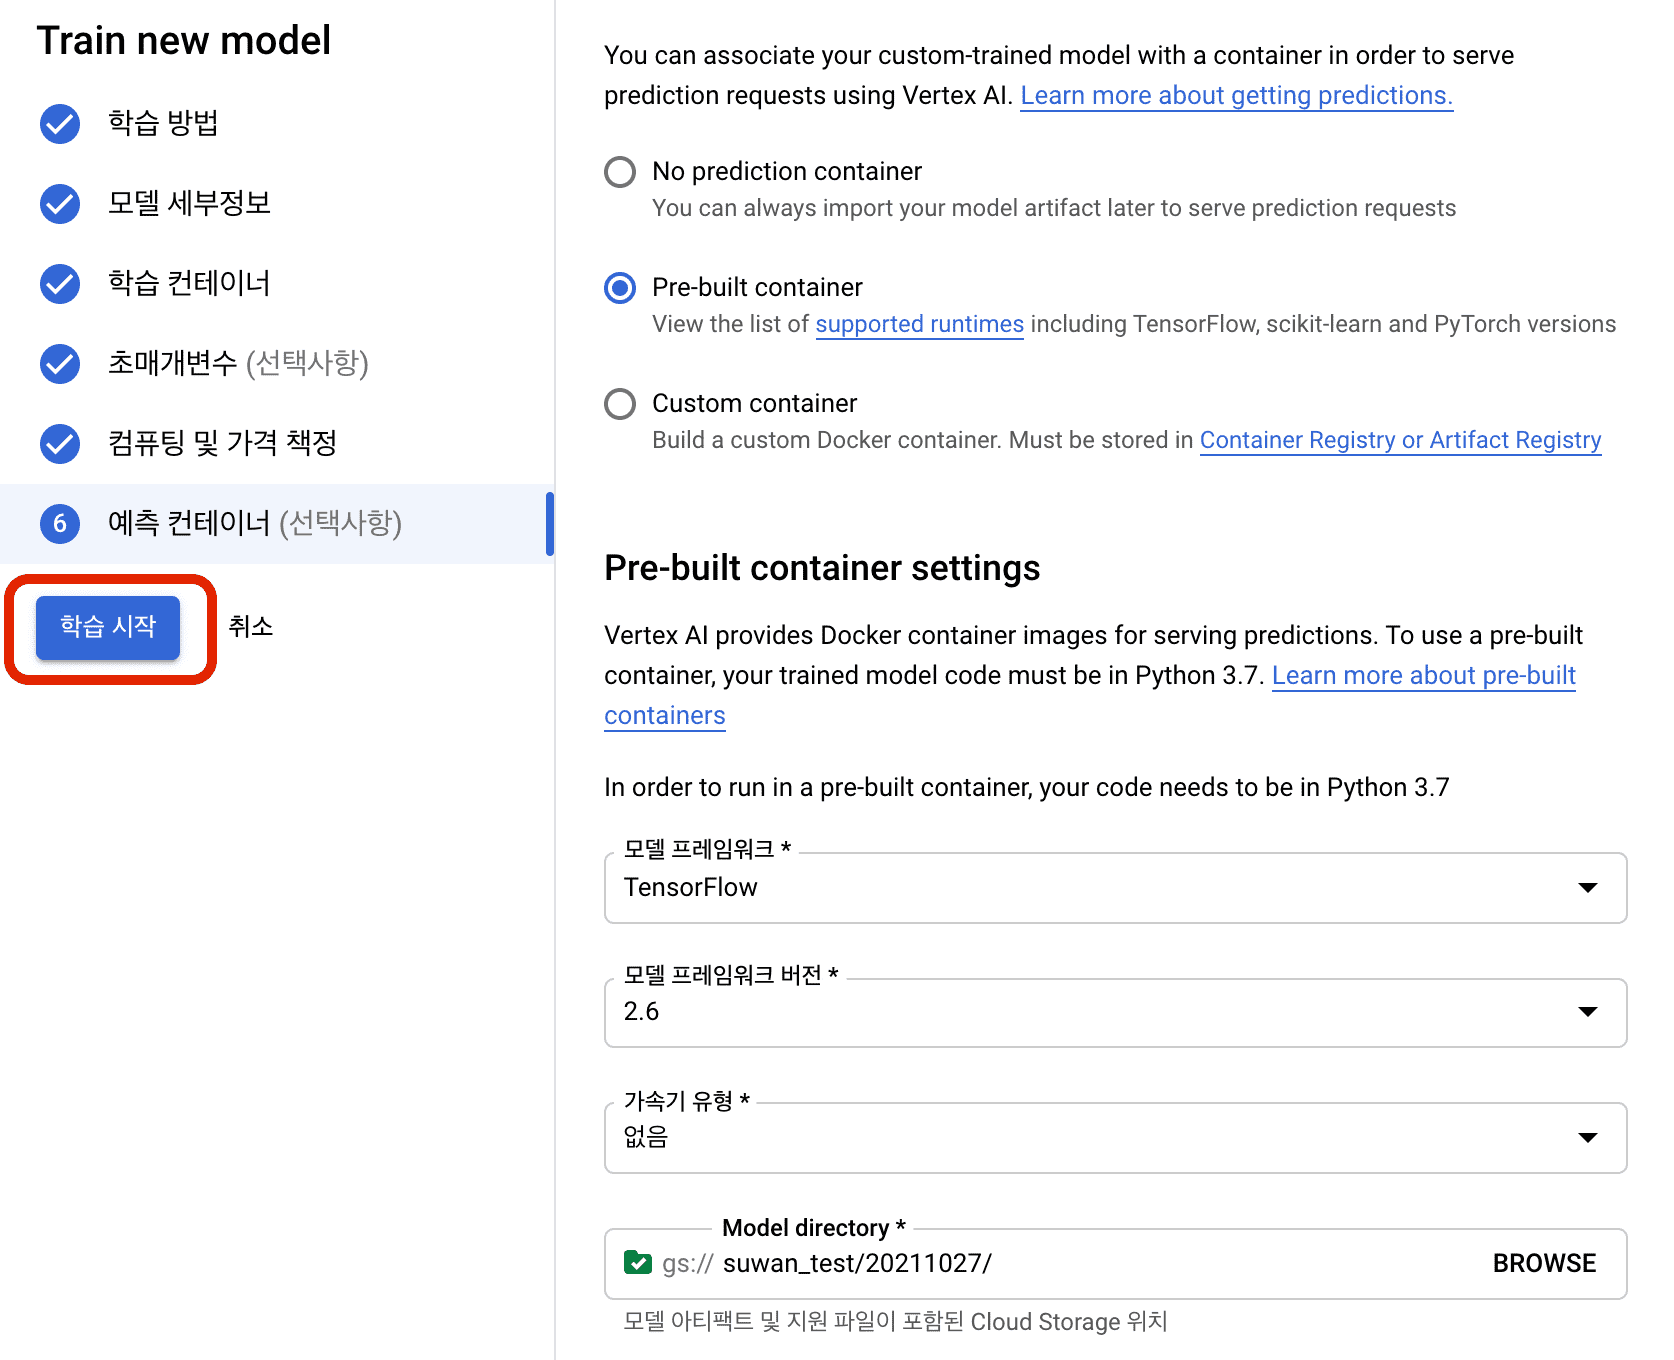 Train new model
학습 방법
모델 세부정보
학습 컨테이너
초매개변수 (선택사항)
컴퓨팅 및 가격 책정
6 예측 컨테이너 (선택사항)
학습 시작 취소
You can associate your custom-trained model with a container in order to serve
prediction requests using Vertex AI. Learn more about getting predictions.
No prediction container
You can always import your model artifact later to serve prediction requests
Pre-built container
View the list of supported runtimes including TensorFlow, scikit-learn and PyTorch versions
Custom container
Build a custom Docker container. Must be stored in Container Registry or Artifact Registry
Pre-built container settings
Vertex AI provides Docker container images for serving predictions. To use a pre-built
container, your trained model code must be in Python 3.7. Learn more about pre-built
containers
In order to run in a pre-built container, your code needs to be in Python 3.7
모델 프레임워크 *
TensorFlow
모델 프레임워크 버전 *
2.6
가속기 유형 *
없음
Model directory *
gs:// suwan_test/20211027/ BROWSE
모델 아티팩트 및 지원 파일이 포함된 Cloud Storage 위치